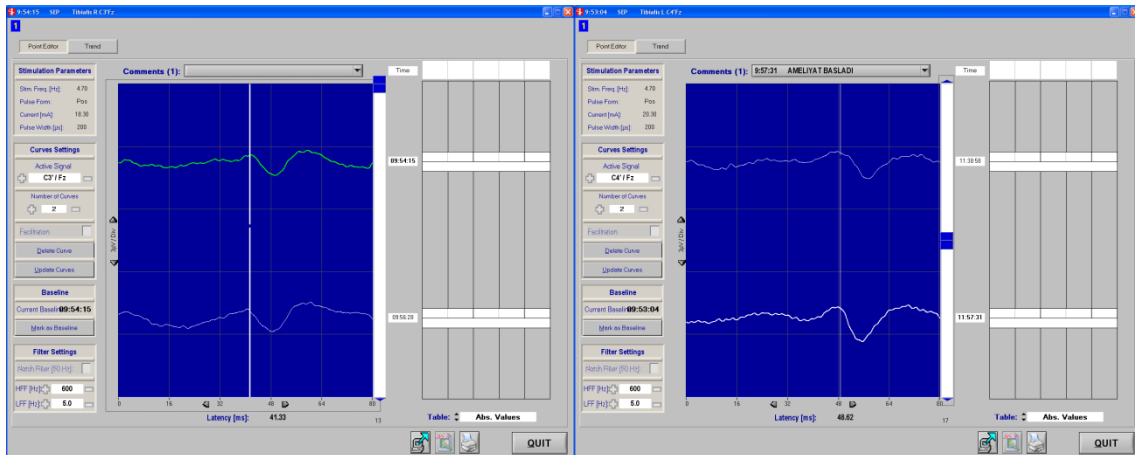 9:54:15 SEP Tibialis R C3'Fz
1
Point Editor Trend
Stimulation Parameters
Stim. Freq. [Hz]: 4.70
Pulse Form: Pos
Current [mA]: 18.30
Pulse Width [µs]: 200
Curves Settings
Active Signal
C3' / Fz
Number of Curves
2
Facilitation
Delete Curve
Update Curves
Baseline
Current Baselin 09:54:15
Mark as Baseline
Filter Settings
Notch Filter [50 Hz]:
HFF [Hz]: 600
LFF [Hz]: 5.0
Comments (1):
3µV / Div
0 16 32 48 64 80
Latency [ms]: 41.33
13
Time
09:54:15
09:56:28
Table: Abs. Values
QUIT
9:53:04 SEP Tibialis L C4'Fz
1
Point Editor Trend
Stimulation Parameters
Stim. Freq. [Hz]: 4.70
Pulse Form: Pos
Current [mA]: 20.30
Pulse Width [µs]: 200
Curves Settings
Active Signal
C4' / Fz
Number of Curves
2
Facilitation
Delete Curve
Update Curves
Baseline
Current Baselin 09:53:04
Mark as Baseline
Filter Settings
Notch Filter [50 Hz]:
HFF [Hz]: 600
LFF [Hz]: 5.0
Comments (1): 9:57:31 AMELIYAT BASLADI
3µV / Div
0 16 32 48 64 80
Latency [ms]: 48.62
17
Time
11:38:58
11:57:31
Table: Abs. Values
QUIT